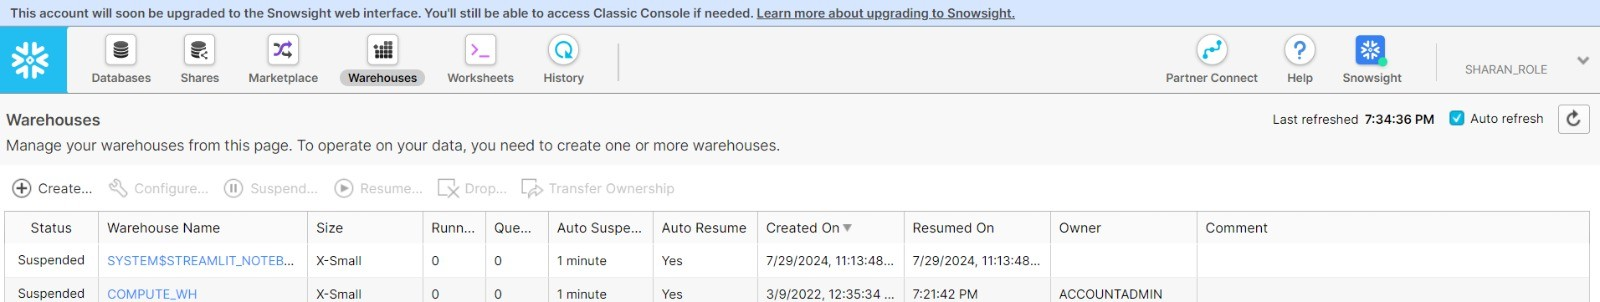 This account will soon be upgraded to the Snowsight web interface. You'll still be able to access Classic Console if needed. Learn more about upgrading to Snowsight.
Databases Shares Marketplace Warehouses Worksheets History Partner Connect Help Snowsight SHARAN_ROLE
Warehouses Last refreshed 7:34:36 PM Auto refresh
Manage your warehouses from this page. To operate on your data, you need to create one or more warehouses.
Create... Configure... Suspend... Resume... Drop... Transfer Ownership
Status Warehouse Name Size Runn... Que... Auto Suspe... Auto Resume Created On Resumed On Owner Comment
Suspended SYSTEM$STREAMLIT_NOTEB... X-Small 0 0 1 minute Yes 7/29/2024, 11:13:48... 7/29/2024, 11:13:48...
Suspended COMPUTE_WH X-Small 0 0 1 minute Yes 3/9/2022, 12:35:34 ... 7:21:42 PM ACCOUNTADMIN